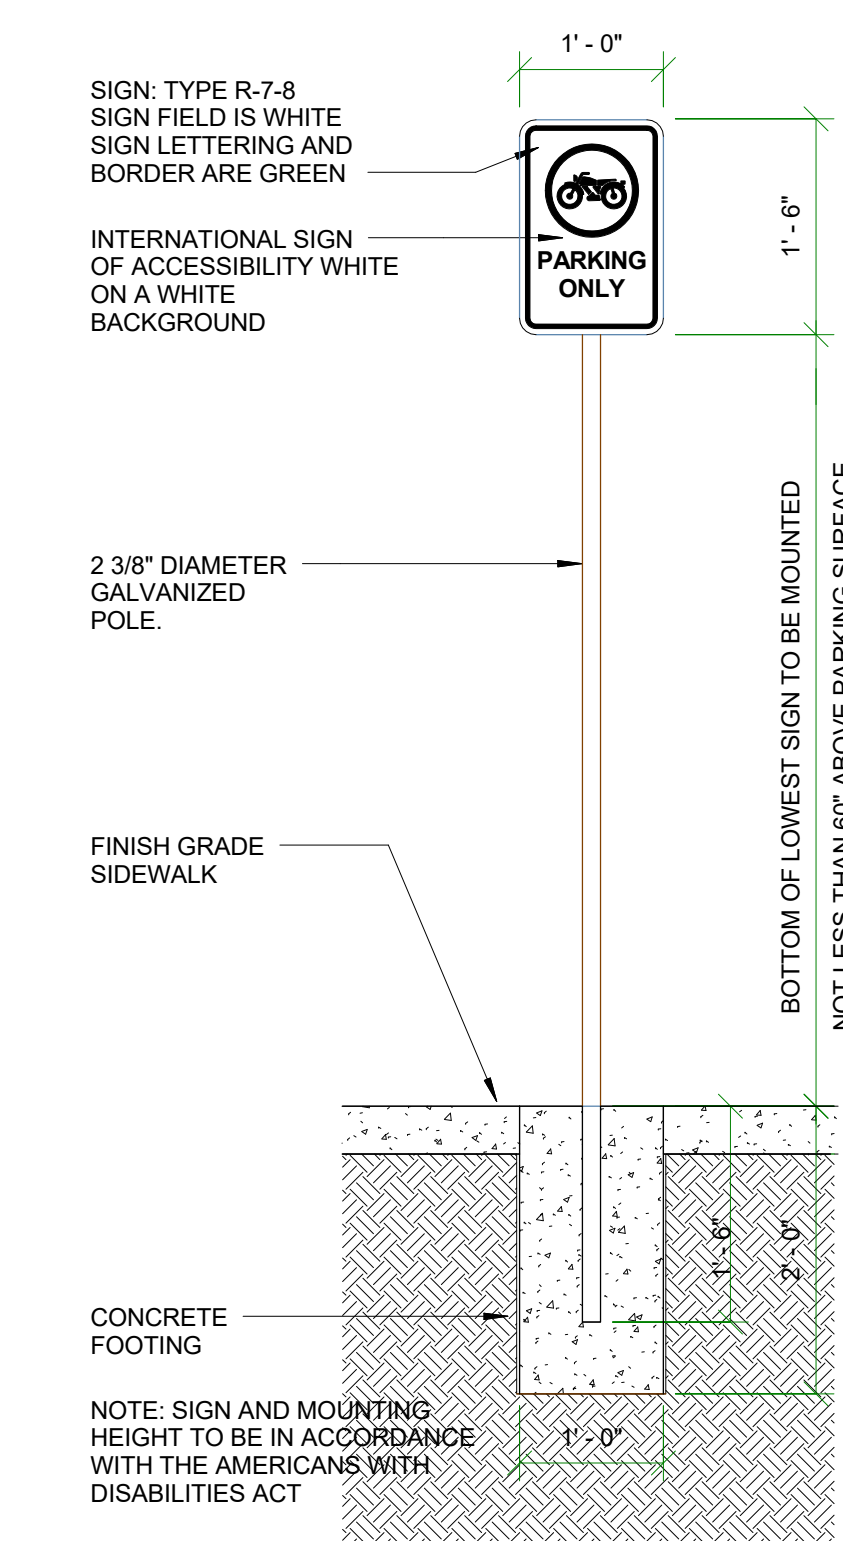 1' - 0"
SIGN: TYPE R-7-8
SIGN FIELD IS WHITE
SIGN LETTERING AND
BORDER ARE GREEN
INTERNATIONAL SIGN
OF ACCESSIBILITY WHITE
ON A WHITE
BACKGROUND
PARKING
ONLY
1' - 6"
2 3/8" DIAMETER
GALVANIZED
POLE.
BOTTOM OF LOWEST SIGN TO BE MOUNTED
NOT LESS THAN 60" ABOVE PARKING SURFACE
FINISH GRADE
SIDEWALK
1' - 6"
2' - 0"
CONCRETE
FOOTING
NOTE: SIGN AND MOUNTING
HEIGHT TO BE IN ACCORDANCE
WITH THE AMERICANS WITH
DISABILITIES ACT
1' - 0"